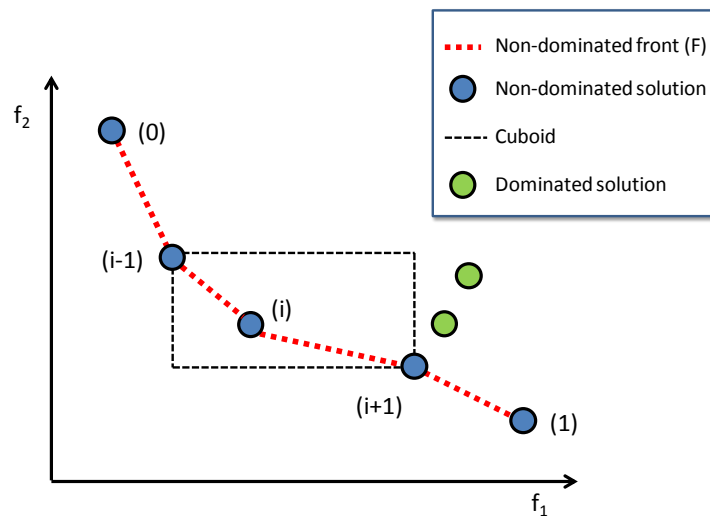 Non-dominated front (F)
Non-dominated solution
Cuboid
Dominated solution
f2
(0)
(i-1)
(i)
(i+1)
(1)
f1